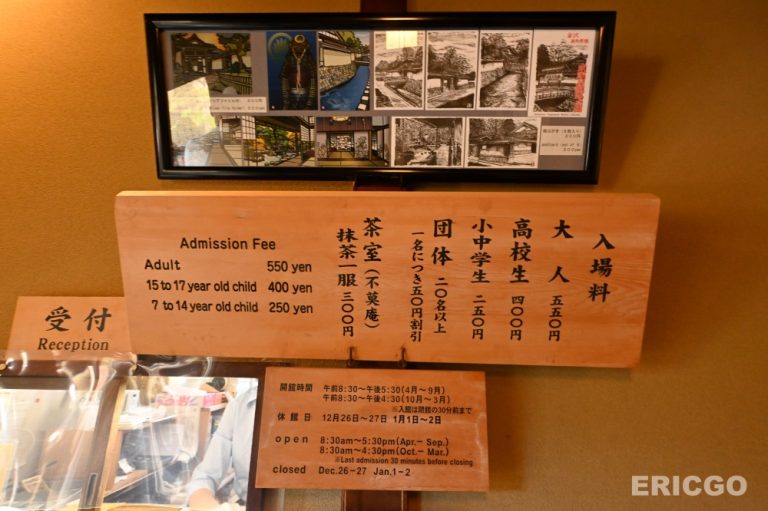 金沢
入場料
大人 五五〇円
高校生 四〇〇円
小中学生 二五〇円
団体 二〇名以上
一名につき五〇円割引
茶室(不莫庵)
抹茶一服 三〇〇円
Admission Fee
Adult 550 yen
15 to 17 year old child 400 yen
7 to 14 year old child 250 yen
受付
Reception
開館時間 午前8:30～午後5:30(4月～9月)
午前8:30～午後4:30(10月～3月)
※入館は閉館の30分前まで
休館日 12月26日～27日 1月1日～2日
open 8:30am～5:30pm(Apr.－Sep.)
8:30am～4:30pm(Oct.－Mar.)
※Last admission 30 minutes before closing
closed Dec.26－27 Jan.1－2
ERICGO